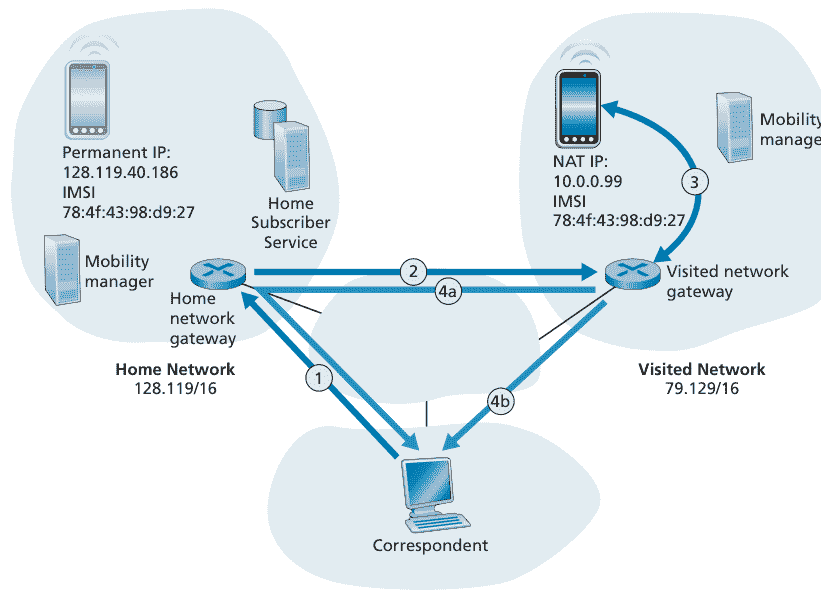 Permanent IP:
128.119.40.186
IMSI
78:4f:43:98:d9:27
Home
Subscriber
Service
Mobility
manager
Home
network
gateway
Home Network
128.119/16
NAT IP:
10.0.0.99
IMSI
78:4f:43:98:d9:27
Mobility
manage
3
Visited network
gateway
Visited Network
79.129/16
2
4a
1
4b
Correspondent